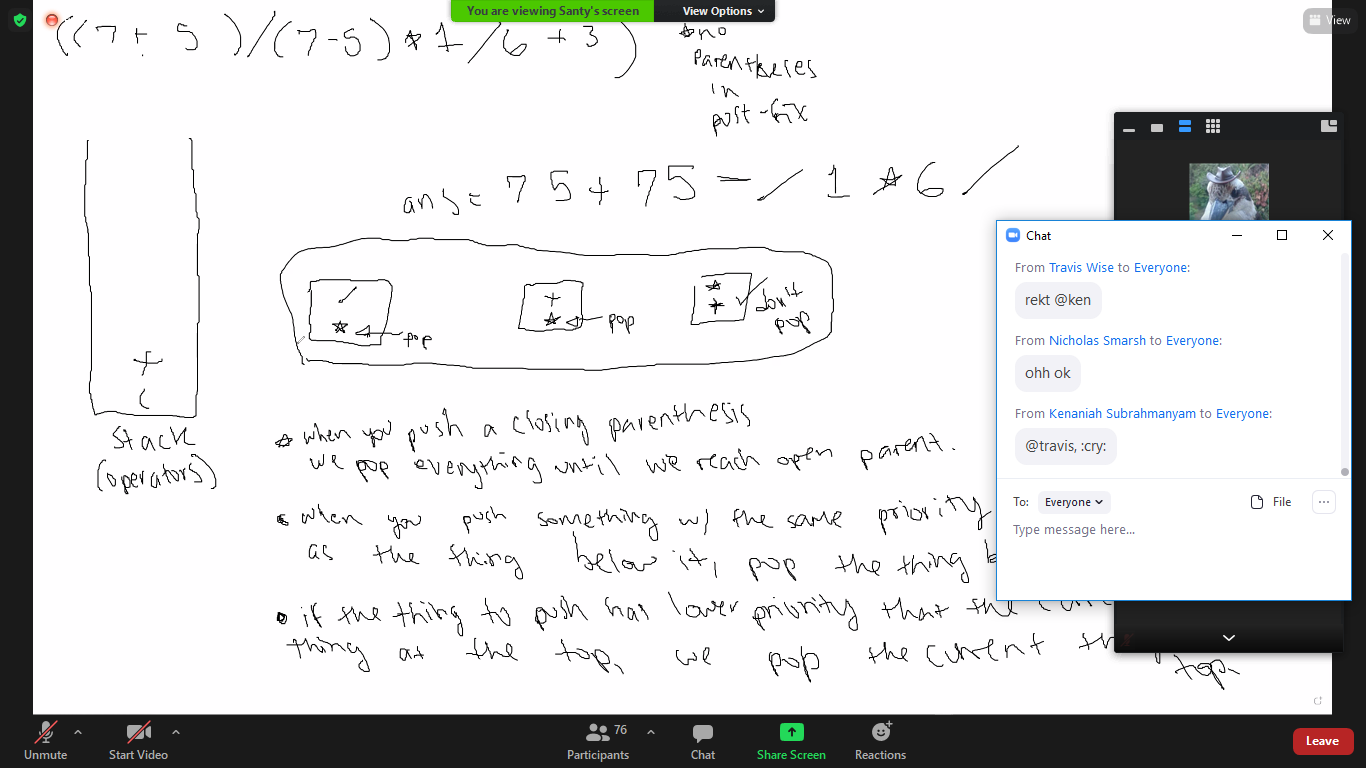 You are viewing Santy's screen
View Options
View
((7 + 5 ) / (7-5) * 1 / 6 + 3 )
*no
parentheses
in
post-fix
ans = 7 5 + 7 5 - / 1 * 6 /
/
* pop
+
* pop
*
+ don't
pop
+
(
Stack
(operators)
* when you push a closing parenthesis
we pop everything until we reach open parent.
when you push something w/ the same priority
as the thing below it, pop the thing
if the thing to push has lower priority that the
thing at the top, we pop the current
top.
Chat
From Travis Wise to Everyone:
rekt @ken
From Nicholas Smarsh to Everyone:
ohh ok
From Kenaniah Subrahmanyam to Everyone:
@travis, :cry:
To: Everyone
File
Type message here...
Unmute
Start Video
Participants
76
Chat
Share Screen
Reactions
Leave